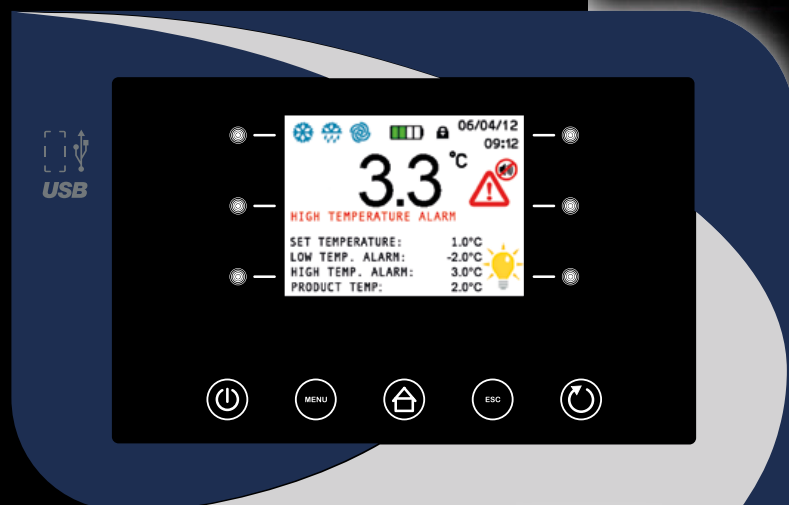 06/04/12
09:12
3.3 °C
HIGH TEMPERATURE ALARM
SET TEMPERATURE: 1.0°C
LOW TEMP. ALARM: -2.0°C
HIGH TEMP. ALARM: 3.0°C
PRODUCT TEMP: 2.0°C
USB
MENU
ESC